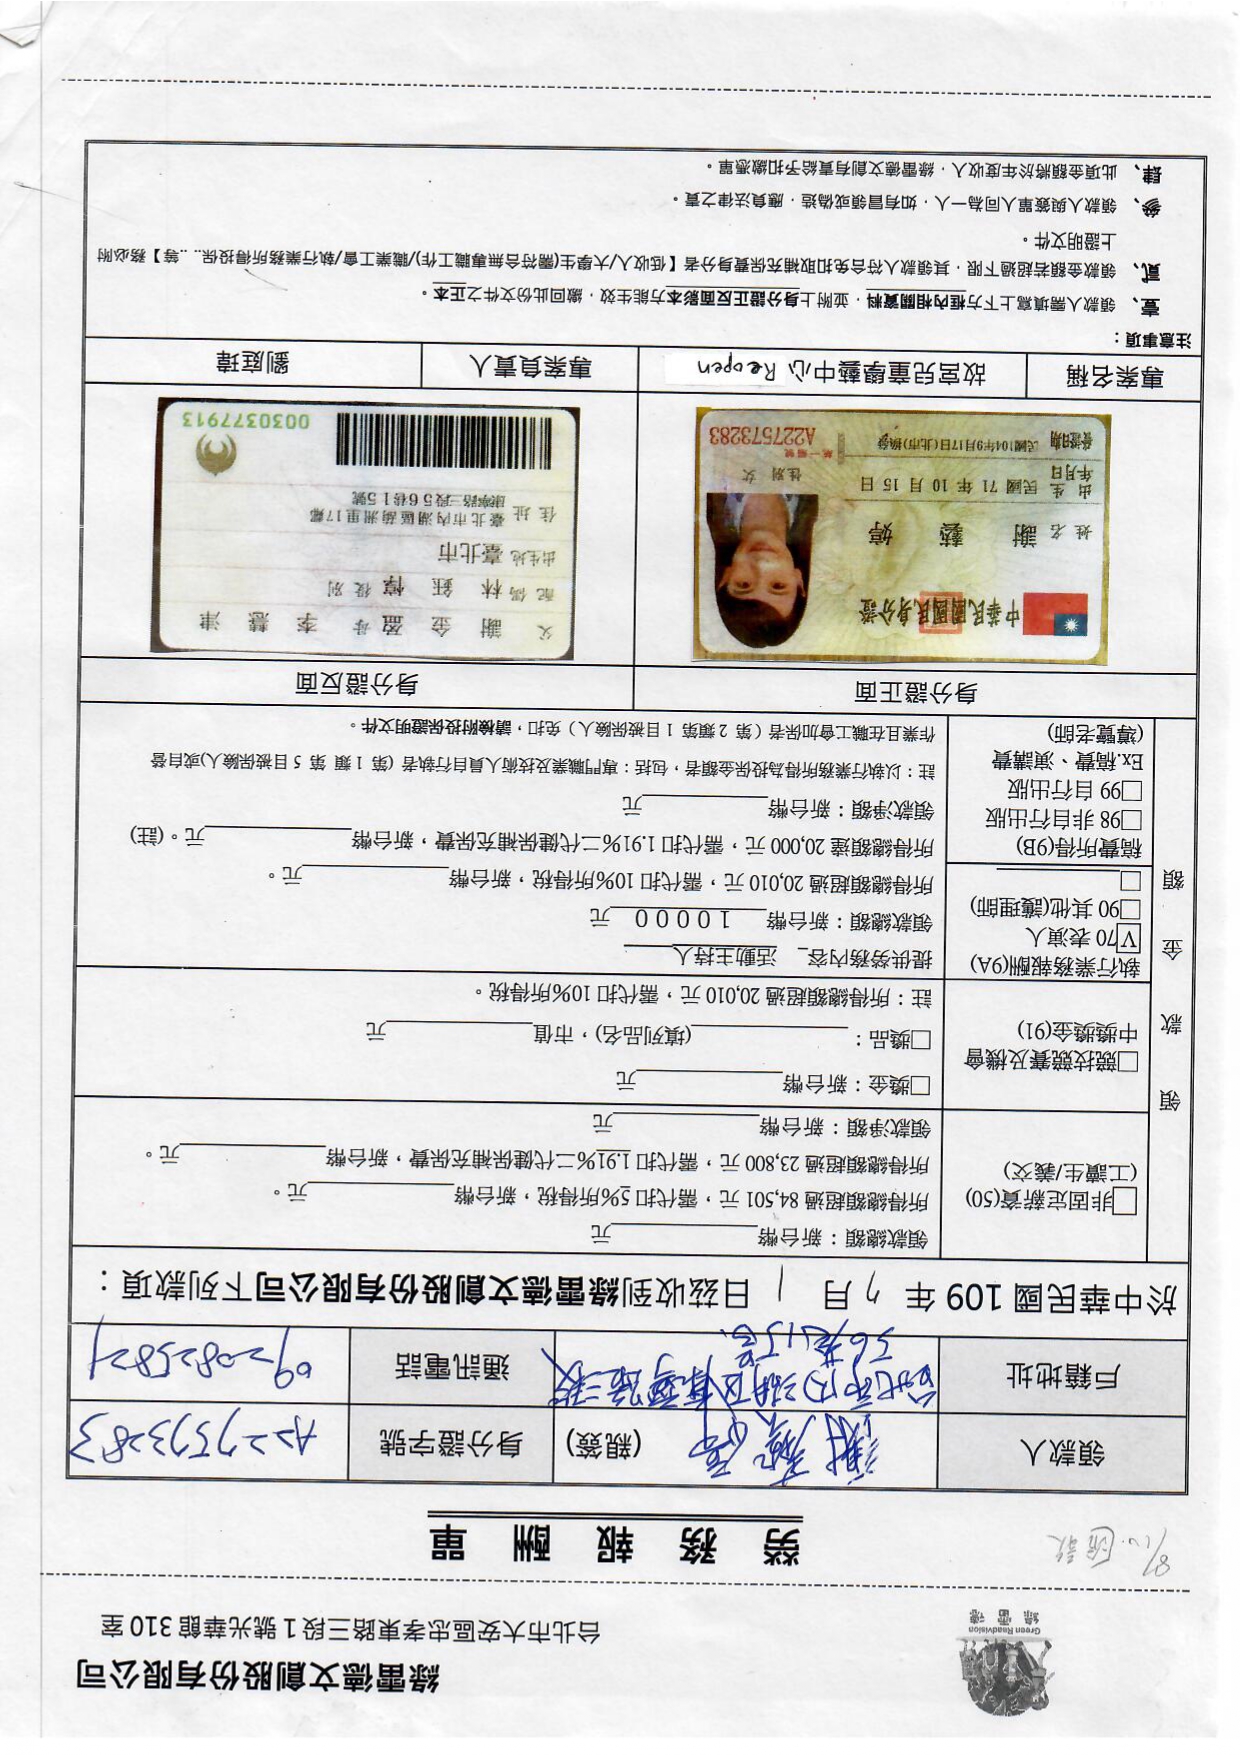 Green Readvision
綠雷德
綠雷德文創股份有限公司
台北市大安區忠孝東路三段1號光華館310室
8/10.匯款
勞務報酬單
領款人 謝藝婷 (親簽) 身分證字號 A227573283
戶籍地址 台北市內湖区康寧路三段 通訊電話 0920825821
56巷15号.
於中華民國 109 年 7 月 1 日茲收到綠雷德文創股份有限公司下列款項：
領款金額
□非固定薪資(50)
(工讀生/義交)
領款總額：新台幣____元
所得總額超過 84,501 元，需代扣 5%所得稅，新台幣____元。
所得總額超過 23,800 元，需代扣 1.91%二代健保補充保費，新台幣____元。
領款淨額：新台幣____元
□競技競賽及機會
中獎獎金(91)
□獎金：新台幣____元
□獎品：____(填列品名)，市值____元
註：所得總額超過 20,010 元，需代扣 10%所得稅。
執行業務報酬(9A)
V 70 表演人
□90 其他(護理師)
□____
稿費所得(9B)
□98 非自行出版
□99 自行出版
Ex.稿費、演講費
(導覽老師)
提供勞務內容_ 活動主持人
領款總額：新台幣 10000 元
所得總額超過 20,010 元，需代扣 10%所得稅，新台幣____元。
所得總額達 20,000 元，需代扣 1.91%二代健保補充保費，新台幣____元。(註)
領款淨額：新台幣____元
註：以執行業務所得為投保金額者，包括：專門職業及技術人員自行執者 (第 1 類 第 5 目被保險人)或自營
作業且在職工會加保者（第 2 類第 1 目被保險人）免扣，請檢附投保證明文件。
身分證正面 身分證反面
中華民國國民身分證
姓名 謝藝婷
出生年月日 民國 71 年 10 月 15 日
性別 女
發證日期 民國104年9月17日(北市)換發
統一編號
A227573283
父 謝金盈 母 李慧津
配偶 林鈺惇 役別
出生地 臺北市
住址 臺北市內湖區葫洲里17鄰
康寧路三段56巷15號
0030377913
專案名稱 故宮兒童學藝中心 Reopen 專案負責人 劉庭瑋
注意事項：
壹、領款人需填寫上下方框內相關資料，並附上身分證正反面影本方能生效，繳回此份文件之正本。
貳、領款金額若超過下限，其領款人符合免扣取補充保費身分者【低收入/大學生(需符合無專職工作)/職業工會/執行業務所得投保.. ..等】務必附
上證明文件。
參、領款人與簽單人同為一人，如有冒領或偽造，應負法律之責。
肆、此項金額將於年度收入，綠雷德文創有責給予扣繳憑單。